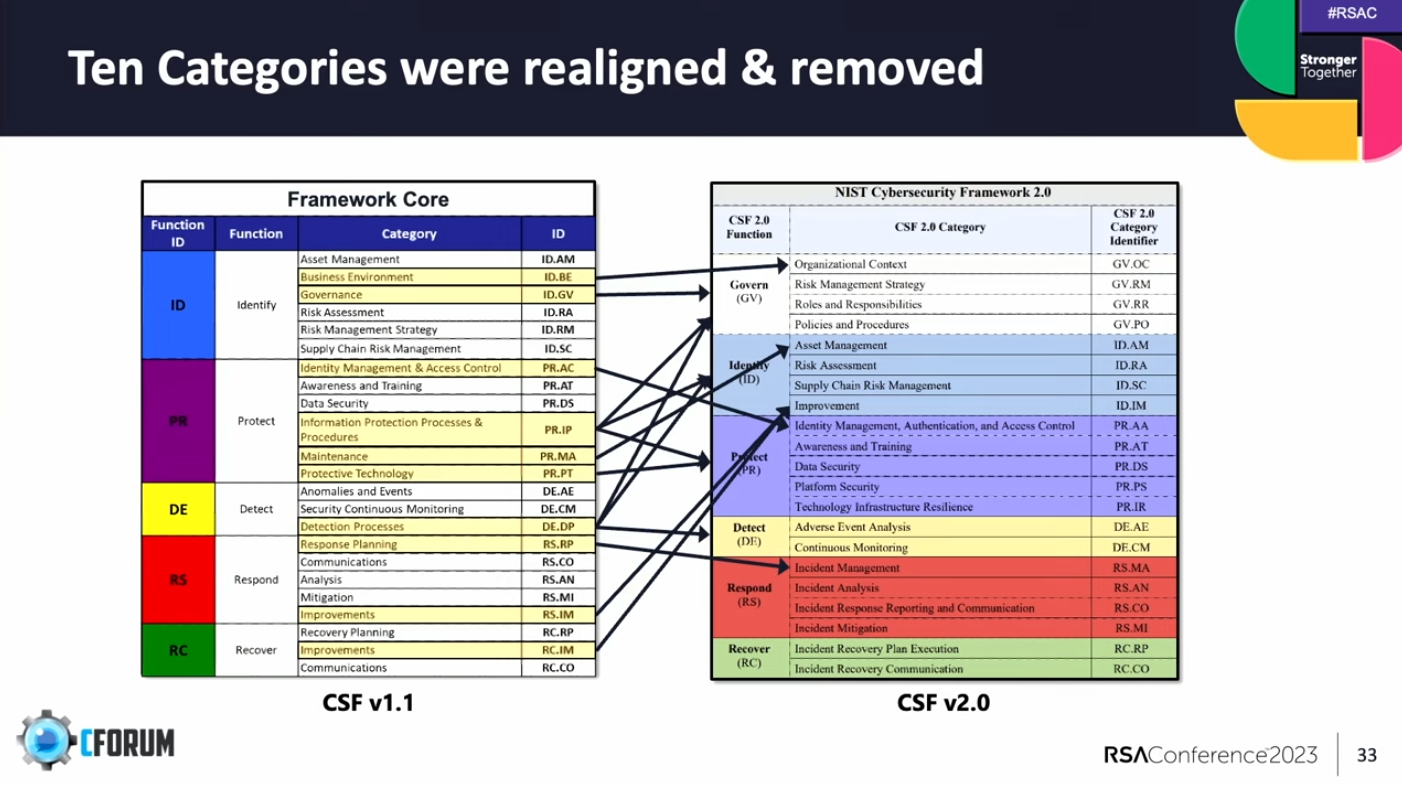 #RSAC
Ten Categories were realigned & removed
Stronger
Together
Framework Core
Function ID Function Category ID
ID Identify Asset Management ID.AM
Business Environment ID.BE
Governance ID.GV
Risk Assessment ID.RA
Risk Management Strategy ID.RM
Supply Chain Risk Management ID.SC
PR Protect Identity Management & Access Control PR.AC
Awareness and Training PR.AT
Data Security PR.DS
Information Protection Processes &
Procedures PR.IP
Maintenance PR.MA
Protective Technology PR.PT
DE Detect Anomalies and Events DE.AE
Security Continuous Monitoring DE.CM
Detection Processes DE.DP
RS Respond Response Planning RS.RP
Communications RS.CO
Analysis RS.AN
Mitigation RS.MI
Improvements RS.IM
RC Recover Recovery Planning RC.RP
Improvements RC.IM
Communications RC.CO
CSF v1.1
NIST Cybersecurity Framework 2.0
CSF 2.0 Function CSF 2.0 Category CSF 2.0 Category Identifier
Govern (GV) Organizational Context GV.OC
Risk Management Strategy GV.RM
Roles and Responsibilities GV.RR
Policies and Procedures GV.PO
Identify (ID) Asset Management ID.AM
Risk Assessment ID.RA
Supply Chain Risk Management ID.SC
Improvement ID.IM
Protect (PR) Identity Management, Authentication, and Access Control PR.AA
Awareness and Training PR.AT
Data Security PR.DS
Platform Security PR.PS
Technology Infrastructure Resilience PR.IR
Detect (DE) Adverse Event Analysis DE.AE
Continuous Monitoring DE.CM
Respond (RS) Incident Management RS.MA
Incident Analysis RS.AN
Incident Response Reporting and Communication RS.CO
Incident Mitigation RS.MI
Recover (RC) Incident Recovery Plan Execution RC.RP
Incident Recovery Communication RC.CO
CSF v2.0
CFORUM
RSAConference™2023
33